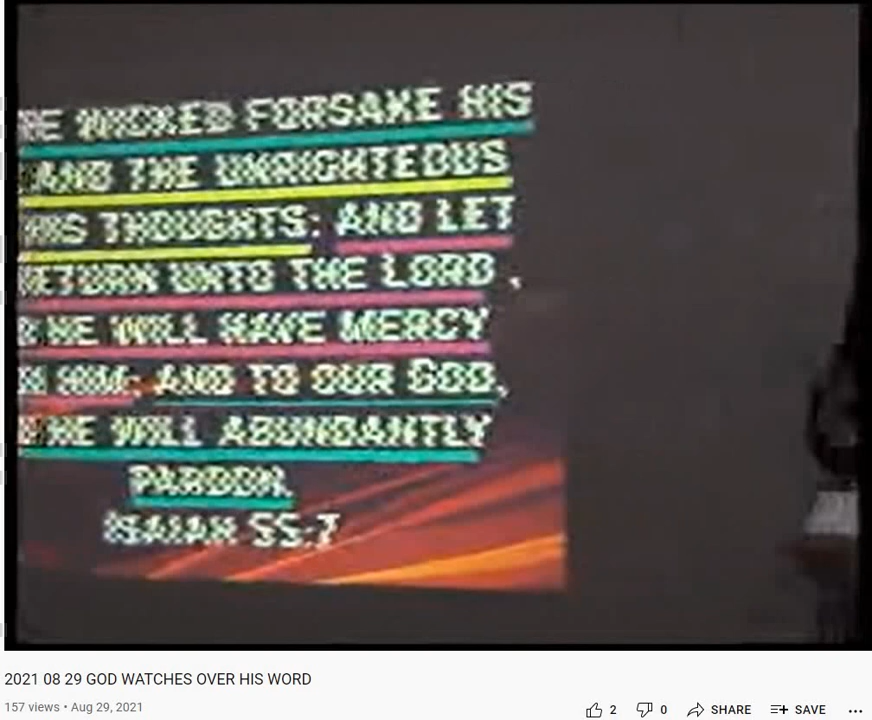 HE WICKED FORSAKE HIS
AND THE UNRIGHTEOUS
HIS THOUGHTS: AND LET
RETURN UNTO THE LORD ,
HE WILL HAVE MERCY
HIM; AND TO OUR GOD,
HE WILL ABUNDANTLY
PARDON.
ISAIAH 55:7
2021 08 29 GOD WATCHES OVER HIS WORD
157 views • Aug 29, 2021
2
0
SHARE
SAVE